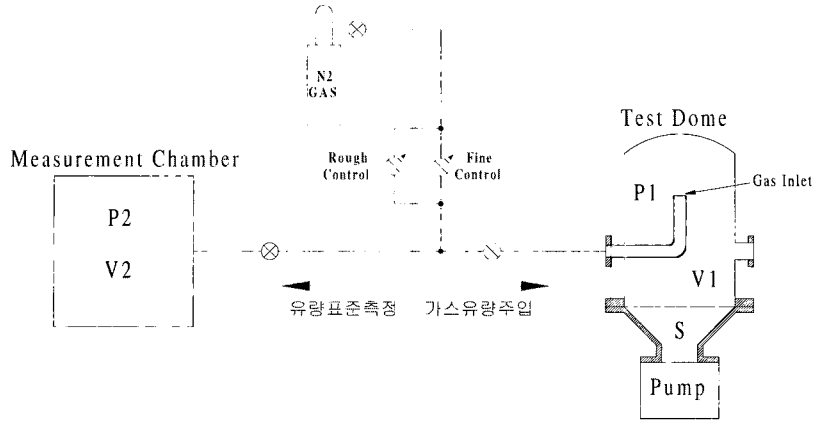 N2
GAS
Test Dome
Measurement Chamber
Rough
Control
Fine
Control
P1
Gas Inlet
P2
V2
V1
유량표준측정
가스유량주입
S
Pump